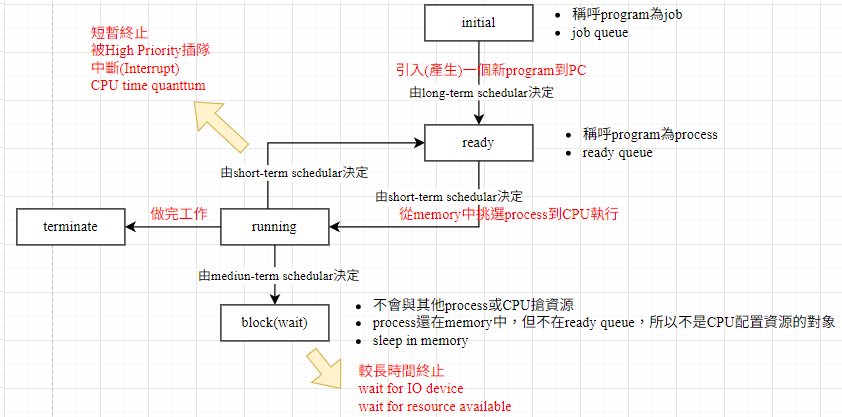 initial
稱呼program為job
job queue
短暫終止
被High Priority插隊
中斷(Interrupt)
CPU time quanttum
引入(產生)一個新program到PC
由long-term schedular決定
ready
稱呼program為process
ready queue
由short-term schedular決定
由short-term schedular決定
從memory中挑選process到CPU執行
terminate
做完工作
running
由mediun-term schedular決定
block(wait)
不會與其他process或CPU搶資源
process還在memory中，但不在ready queue，所以不是CPU配置資源的對象
sleep in memory
較長時間終止
wait for IO device
wait for resource available